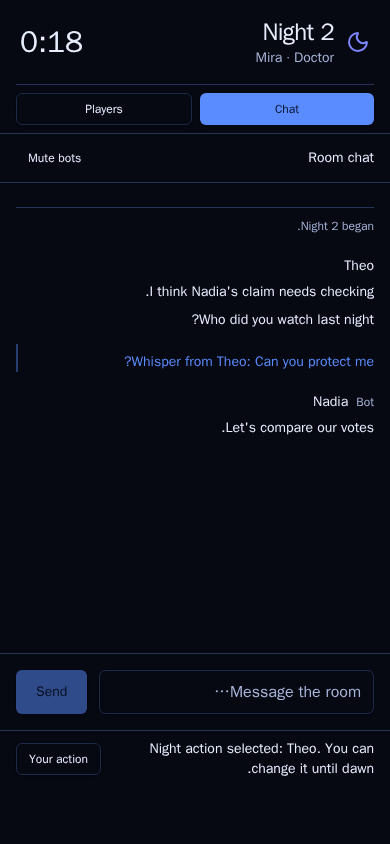 0:18
Night 2
Mira · Doctor
Players
Chat
Mute bots
Room chat
.Night 2 began
Theo
.I think Nadia's claim needs checking
?Who did you watch last night
?Whisper from Theo: Can you protect me
Nadia Bot
.Let's compare our votes
Send
···Message the room
Your action
Night action selected: Theo. You can
.change it until dawn